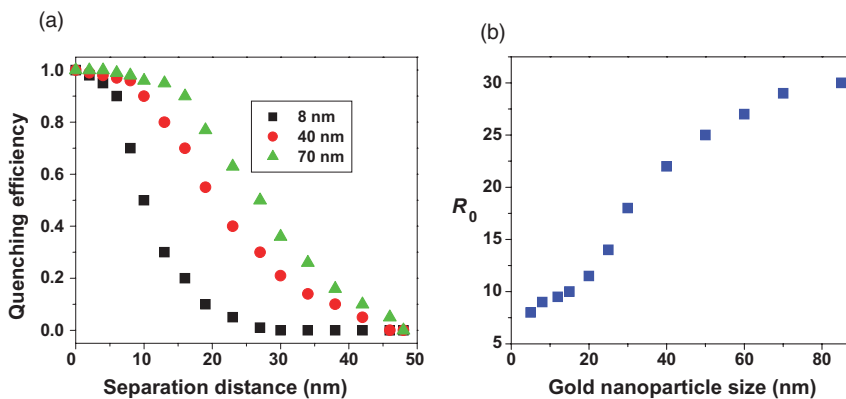 (a)
1.0
0.8
0.6
0.4
0.2
0.0
Quenching efficiency
8 nm
40 nm
70 nm
0 10 20 30 40 50
Separation distance (nm)
(b)
30
25
20
15
10
5
R0
0 20 40 60 80
Gold nanoparticle size (nm)